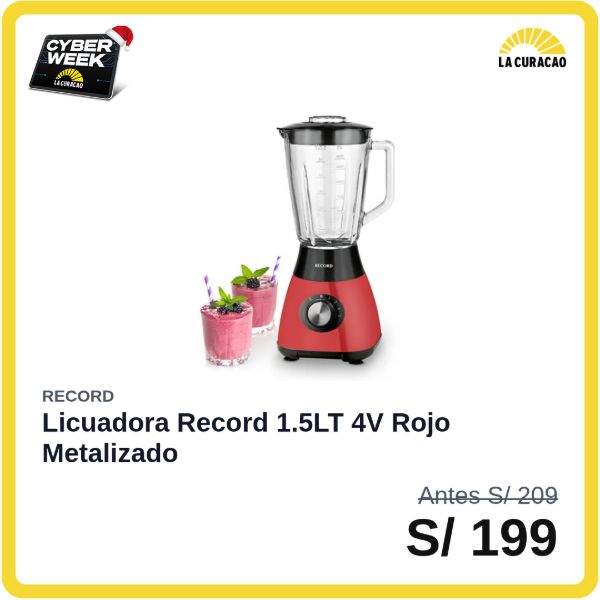 CYBER
WEEK
LA CURACAO
LA CURACAO
RECORD
RECORD
Licuadora Record 1.5LT 4V Rojo
Metalizado
Antes S/ 209
S/ 199